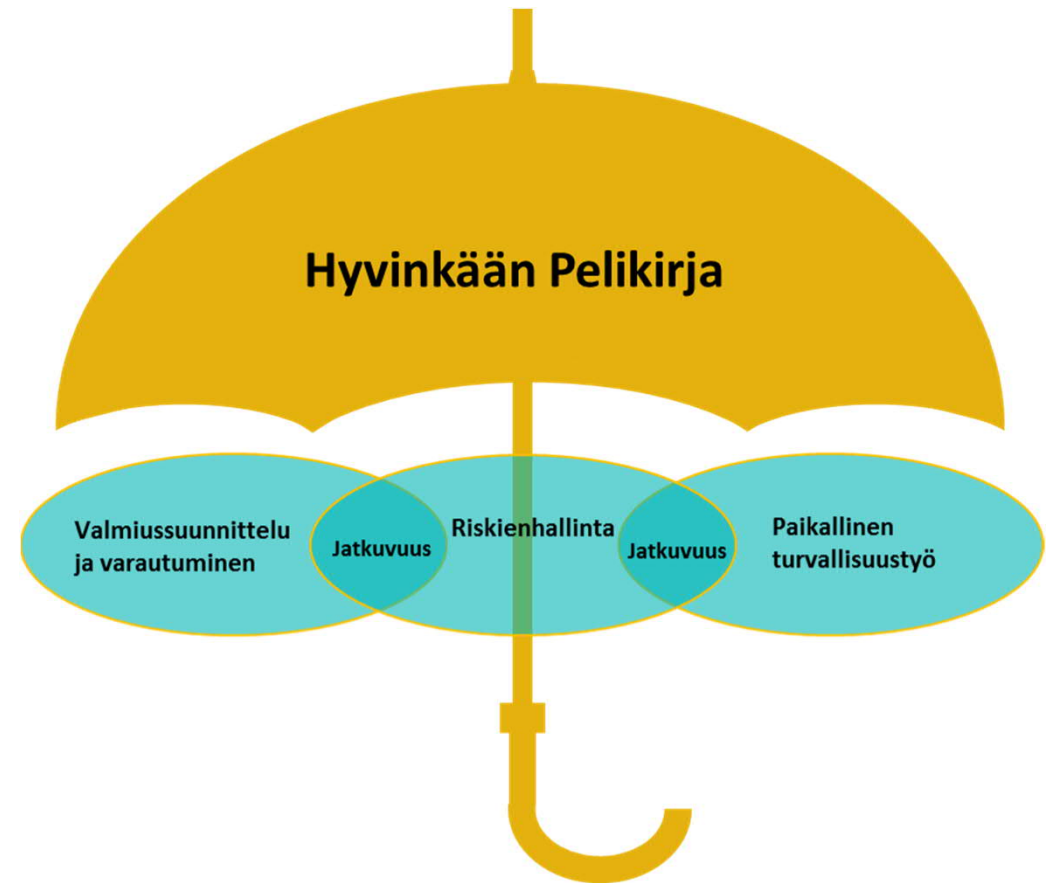 Hyvinkään Pelikirja
Valmiussuunnittelu
ja varautuminen
Jatkuvuus
Riskienhallinta
Jatkuvuus
Paikallinen
turvallisuustyö